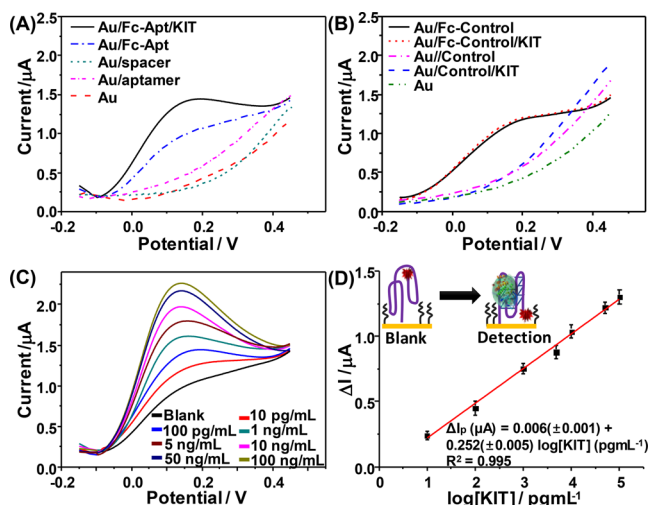 (A)
Au/Fc-Apt/KIT
Au/Fc-Apt
Au/spacer
Au/aptamer
Au
Current/μA
2.5
2.0
1.5
1.0
0.5
0.0
-0.2
0.0
0.2
0.4
Potential / V
(B)
Au/Fc-Control
Au/Fc-Control/KIT
Au//Control
Au/Control/KIT
Au
Current/μA
2.5
2.0
1.5
1.0
0.5
0.0
-0.2
0.0
0.2
0.4
Potential / V
(C)
Current/μA
2.5
2.0
1.5
1.0
0.5
0.0
Blank
10 pg/mL
100 pg/mL
1 ng/mL
5 ng/mL
10 ng/mL
50 ng/mL
100 ng/mL
-0.2
0.0
0.2
0.4
Potential / V
(D)
ΔI / μA
1.5
1.0
0.5
0.0
Blank
Detection
ΔIp (μA) = 0.006(±0.001) +
0.252(±0.005) log[KIT] (pgmL⁻¹)
R² = 0.995
0
1
2
3
4
5
log[KIT] / pgmL⁻¹